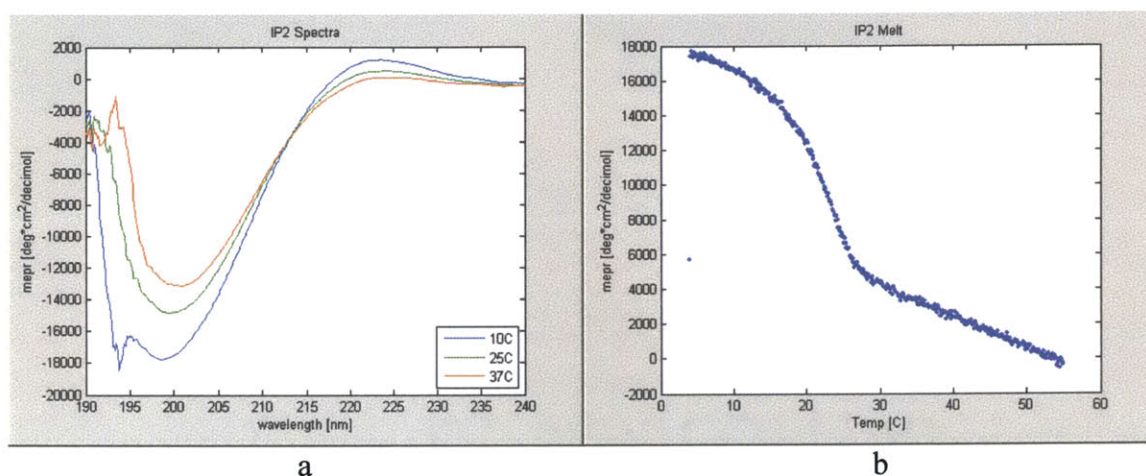 IP2 Spectra
2000
0
-2000
-4000
-6000
-8000
-10000
-12000
-14000
-16000
-18000
-20000
mepr [deg*cm²/decimol]
10C
25C
37C
190 195 200 205 210 215 220 225 230 235 240
wavelength [nm]
a
IP2 Melt
18000
16000
14000
12000
10000
8000
6000
4000
2000
0
-2000
mepr [deg*cm²/decimol]
0 10 20 30 40 50 60
Temp [C]
b